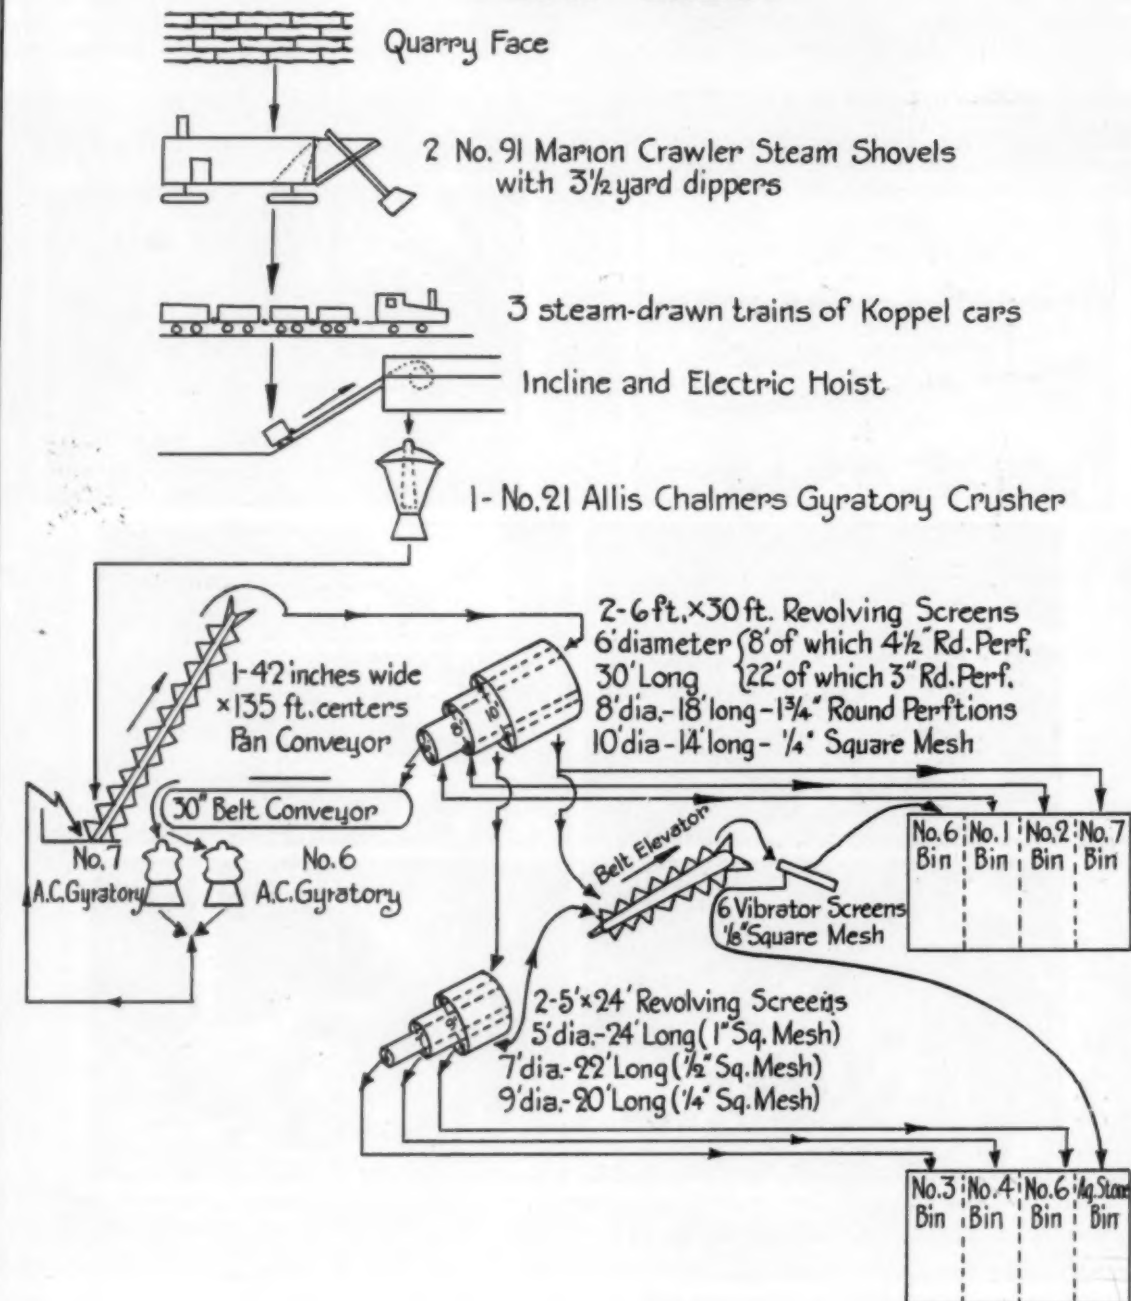 Quarry Face
2 No. 91 Marion Crawler Steam Shovels
with 3½ yard dippers
3 steam-drawn trains of Koppel cars
Incline and Electric Hoist
1-No.21 Allis Chalmers Gyratory Crusher
2-6 ft. × 30 ft. Revolving Screens
6' diameter { 8' of which 4½" Rd. Perf.
30' Long { 22' of which 3" Rd. Perf.
8' dia.-18' long-1¾" Round Perftions
10' dia-14' long- ¼" Square Mesh
1-42 inches wide
×135 ft. centers
Pan Conveyor
8'
10'
30" Belt Conveyor
No. 7
A.C. Gyratory
No. 6
A.C. Gyratory
Belt Elevator
6 Vibrator Screens
⅛" Square Mesh
No. 6 Bin
No. 1 Bin
No. 2 Bin
No. 7 Bin
2-5' × 24' Revolving Screens
5' dia.-24' Long (1" Sq. Mesh)
7' dia.-22' Long (½" Sq. Mesh)
9' dia.-20' Long (¼" Sq. Mesh)
9'
No. 3 Bin
No. 4 Bin
No. 6 Bin
Ag. Stone Bin